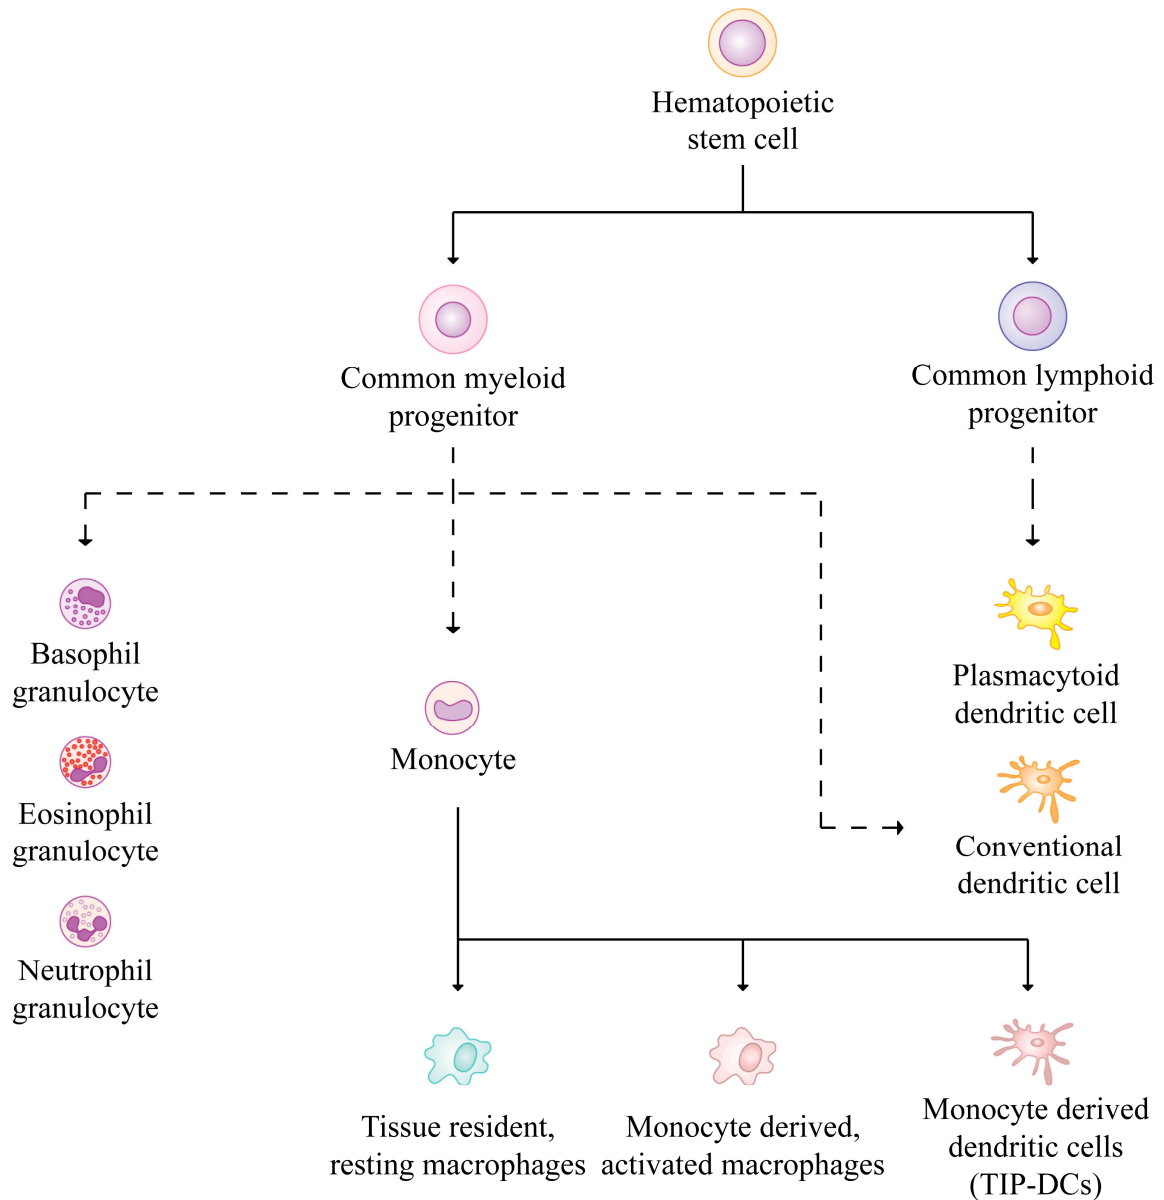 Hematopoietic
stem cell
Common myeloid
progenitor
Common lymphoid
progenitor
Basophil
granulocyte
Eosinophil
granulocyte
Neutrophil
granulocyte
Monocyte
Plasmacytoid
dendritic cell
Conventional
dendritic cell
Tissue resident,
resting macrophages
Monocyte derived,
activated macrophages
Monocyte derived
dendritic cells
(TIP-DCs)